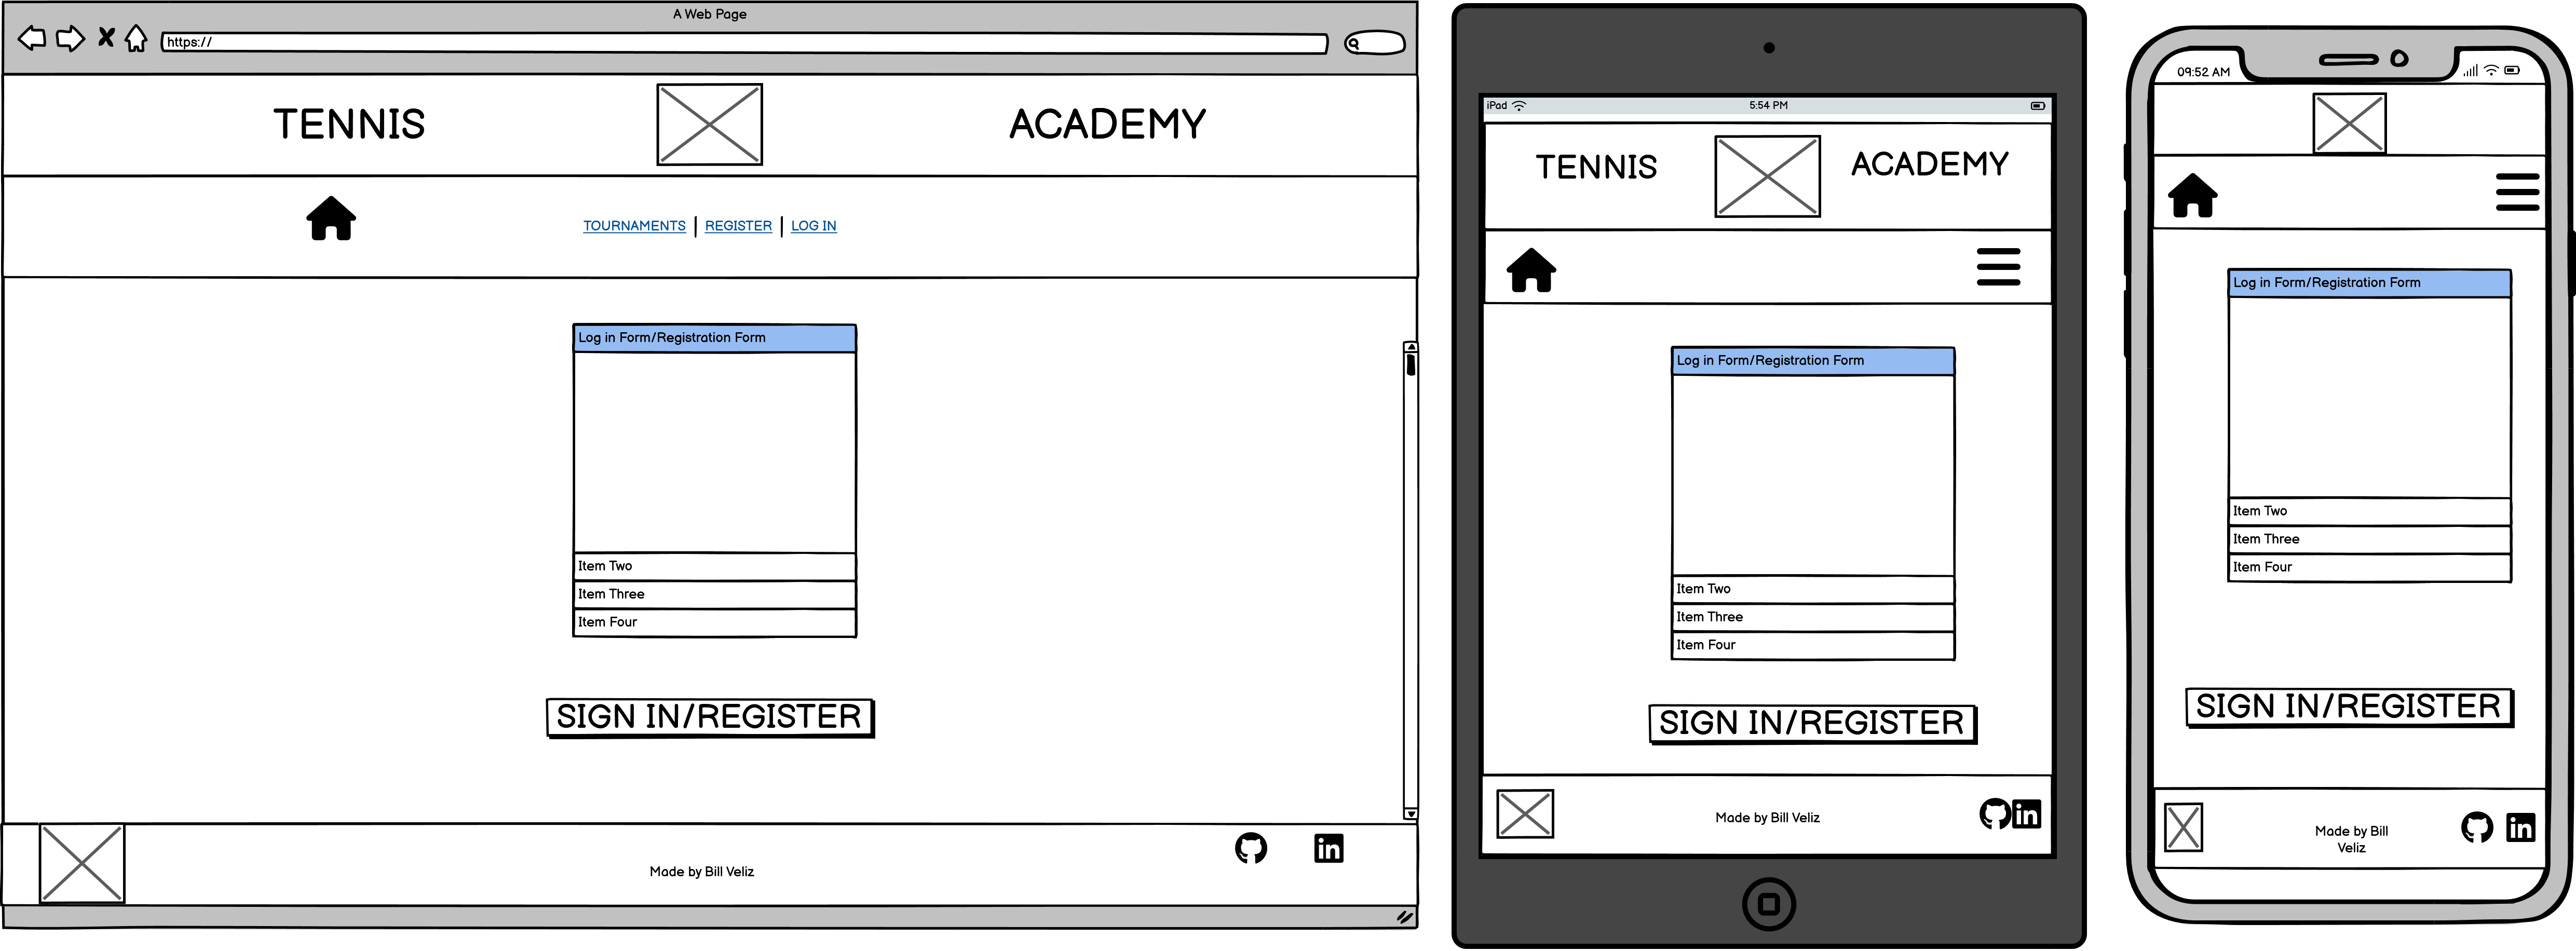 A Web Page
https://
TENNIS
ACADEMY
TOURNAMENTS | REGISTER | LOG IN
Log in Form/Registration Form
Item Two
Item Three
Item Four
SIGN IN/REGISTER
Made by Bill Veliz
in
iPad
5:54 PM
TENNIS
ACADEMY
Log in Form/Registration Form
Item Two
Item Three
Item Four
SIGN IN/REGISTER
Made by Bill Veliz
in
09:52 AM
Log in Form/Registration Form
Item Two
Item Three
Item Four
SIGN IN/REGISTER
Made by Bill
Veliz
in